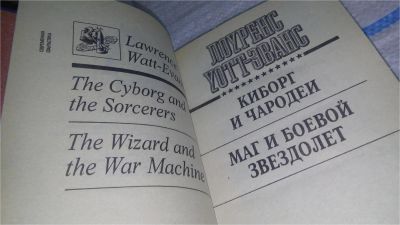 Lawrence
Watt-Evans
The Cyborg and
the Sorcerers
The Wizard and
the War Machine
ЛОУРЕНС
УОТТ-ЭВАНС
КИБОРГ
И ЧАРОДЕИ
МАГ И БОЕВОЙ
ЗВЕЗДОЛЕТ